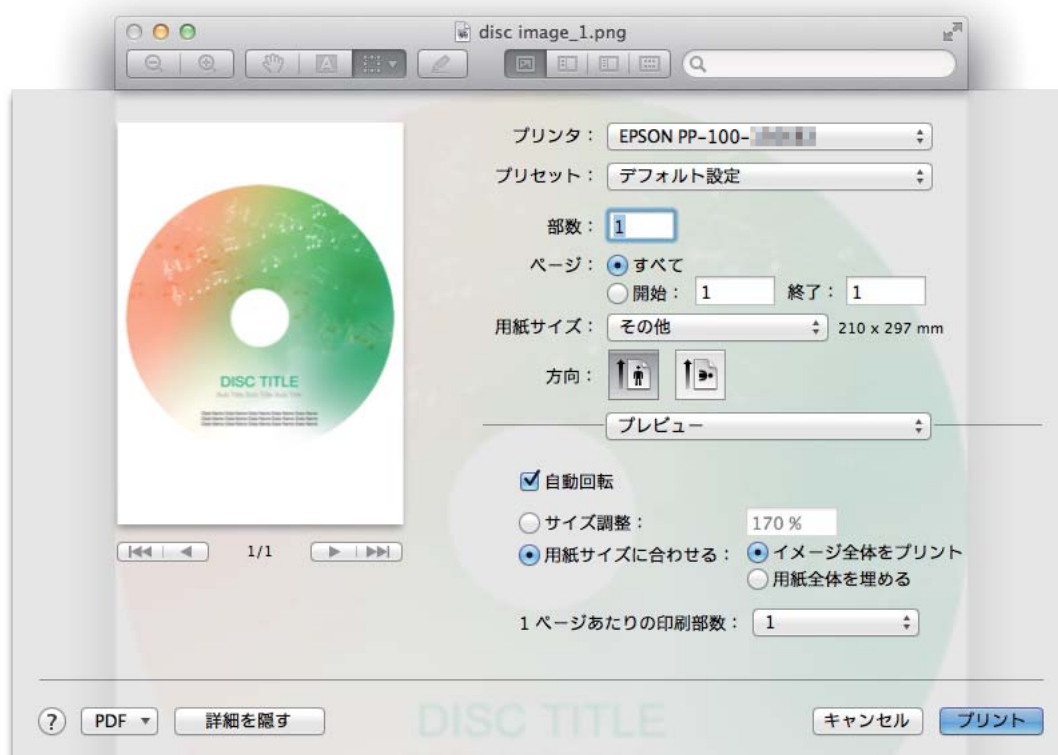 disc image_1.png
プリンタ： EPSON PP-100-
プリセット： デフォルト設定
部数： 1
ページ： すべて
開始： 1 終了： 1
用紙サイズ： その他 210 x 297 mm
方向：
プレビュー
自動回転
サイズ調整： 170 %
用紙サイズに合わせる： イメージ全体をプリント
用紙全体を埋める
1 ページあたりの印刷部数： 1
DISC TITLE
1/1
? PDF 詳細を隠す キャンセル プリント
DISC TITLE